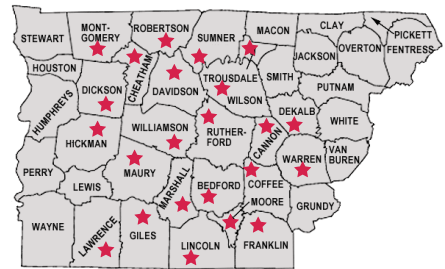 STEWART
MONT-
GOMERY
ROBERTSON
SUMNER
MACON
CLAY
PICKETT
OVERTON
FENTRESS
JACKSON
HOUSTON
CHEATHAM
TROUSDALE
SMITH
PUTNAM
HUMPHREYS
DICKSON
DAVIDSON
WILSON
DEKALB
WHITE
HICKMAN
WILLIAMSON
RUTHER-
FORD
CANNON
WARREN
VAN
BUREN
PERRY
LEWIS
MAURY
MARSHALL
BEDFORD
COFFEE
MOORE
GRUNDY
WAYNE
LAWRENCE
GILES
LINCOLN
FRANKLIN